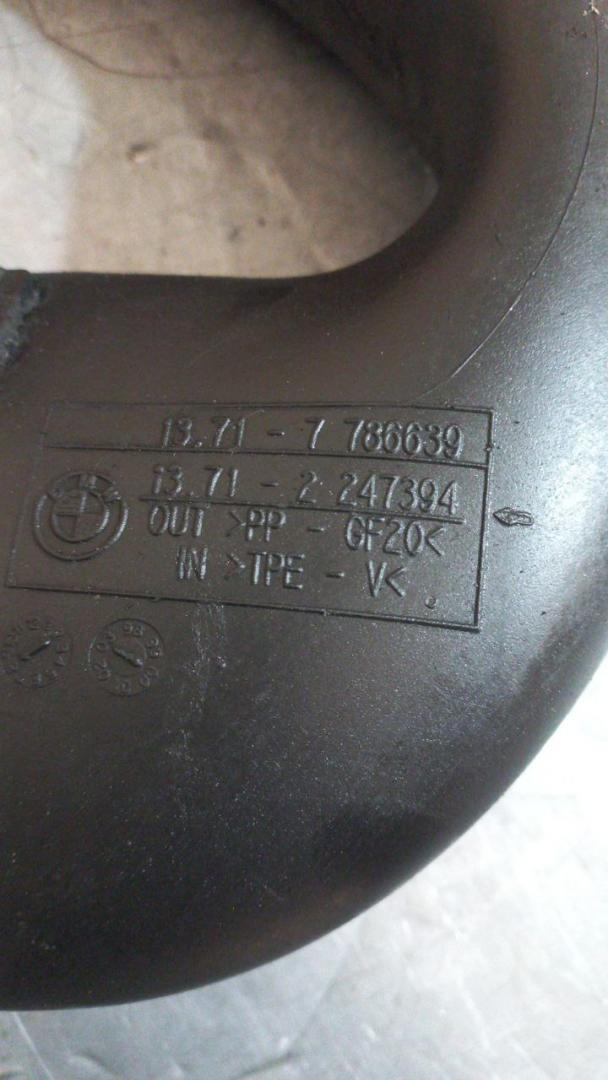 13.71 - 7 786639
13.71 - 2 247394
OUT >PP - GF20<
IN >TPE - V<